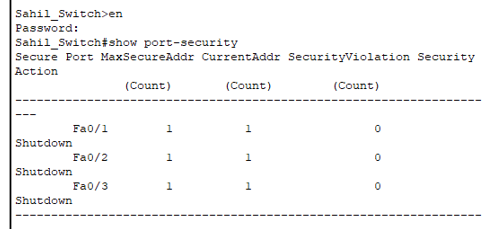 Sahil_Switch>en
Password:
Sahil_Switch#show port-security
Secure Port MaxSecureAddr CurrentAddr SecurityViolation Security
Action
(Count) (Count) (Count)
--------------------------------------------------------------------
---
Fa0/1 1 1 0
Shutdown
Fa0/2 1 1 0
Shutdown
Fa0/3 1 1 0
Shutdown
--------------------------------------------------------------------